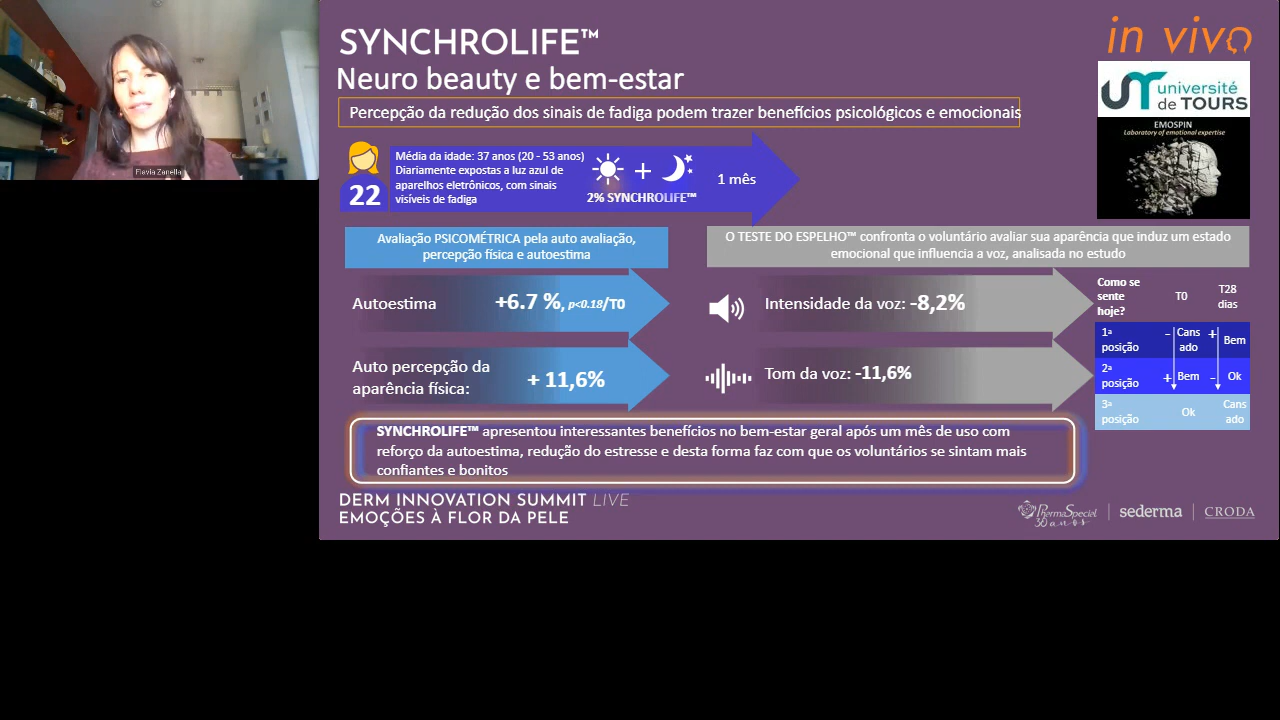 Flavia Zanella
SYNCHROLIFE™
Neuro beauty e bem-estar
Percepção da redução dos sinais de fadiga podem trazer benefícios psicológicos e emocionais
in vivo
université
de TOURS
EMOSPIN
Laboratory of emotional expertise
22
Média da idade: 37 anos (20 - 53 anos)
Diariamente expostas a luz azul de
aparelhos eletrônicos, com sinais
visíveis de fadiga
+
2% SYNCHROLIFE™
1 mês
Avaliação PSICOMÉTRICA pela auto avaliação,
percepção física e autoestima
O TESTE DO ESPELHO™ confronta o voluntário avaliar sua aparência que induz um estado
emocional que influencia a voz, analisada no estudo
Autoestima +6.7 %, p<0.18/T0
Auto percepção da
aparência física: + 11,6%
Intensidade da voz: -8,2%
Tom da voz: -11,6%
Como se
sente
hoje?
T0
T28
dias
1ª
posição
- Cans
ado
+ Bem
2ª
posição
+ Bem
- Ok
3ª
posição
Ok
Cans
ado
SYNCHROLIFE™ apresentou interessantes benefícios no bem-estar geral após um mês de uso com
reforço da autoestima, redução do estresse e desta forma faz com que os voluntários se sintam mais
confiantes e bonitos
DERM INNOVATION SUMMIT LIVE
EMOÇÕES À FLOR DA PELE
PharmaSpecial
30 anos
sederma
CRODA